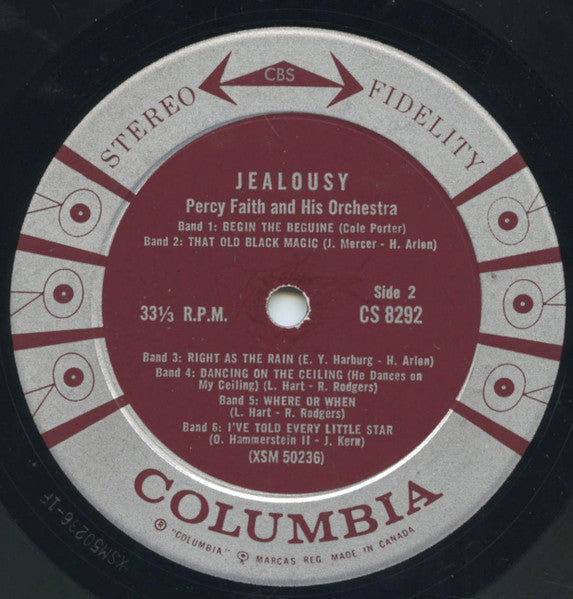 STEREO CBS FIDELITY
JEALOUSY
Percy Faith and His Orchestra
Band 1: BEGIN THE BEGUINE (Cole Porter)
Band 2: THAT OLD BLACK MAGIC (J. Mercer - H. Arlen)
Side 2
33⅓ R.P.M. CS 8292
Band 3: RIGHT AS THE RAIN (E. Y. Harburg - H. Arlen)
Band 4: DANCING ON THE CEILING (He Dances on
My Ceiling) (L. Hart - R. Rodgers)
Band 5: WHERE OR WHEN
(L. Hart - R. Rodgers)
Band 6: I'VE TOLD EVERY LITTLE STAR
(O. Hammerstein II - J. Kern)
(XSM 50236)
COLUMBIA
® "COLUMBIA." MARCAS REG. MADE IN CANADA
XSM50236-1F